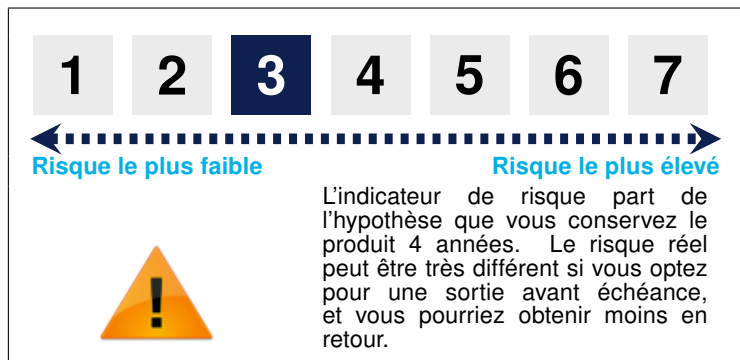 1 2 3 4 5 6 7
Risque le plus faible Risque le plus élevé
L'indicateur de risque part de
l'hypothèse que vous conservez le
produit 4 années. Le risque réel
peut être très différent si vous optez
pour une sortie avant échéance,
et vous pourriez obtenir moins en
retour.